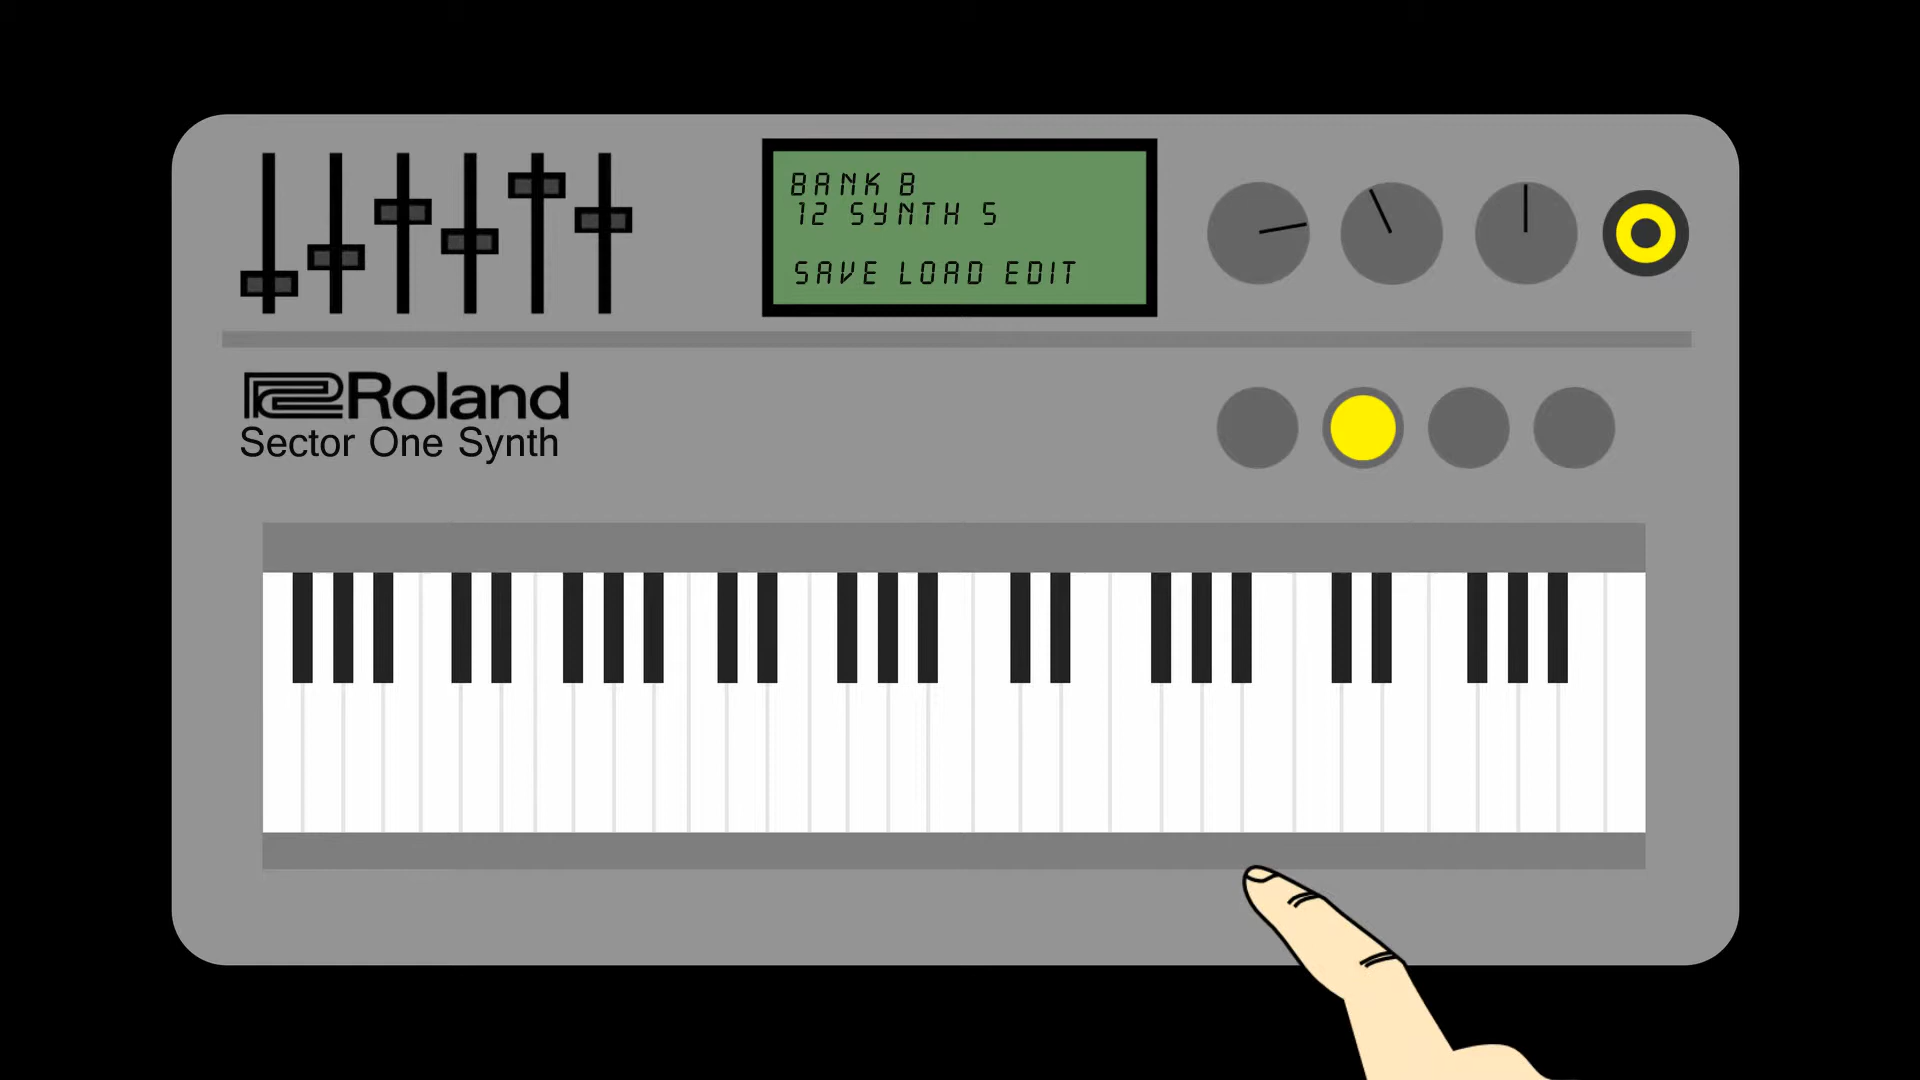 BANK B
12 SYNTH 5
SAVE LOAD EDIT
Roland
Sector One Synth